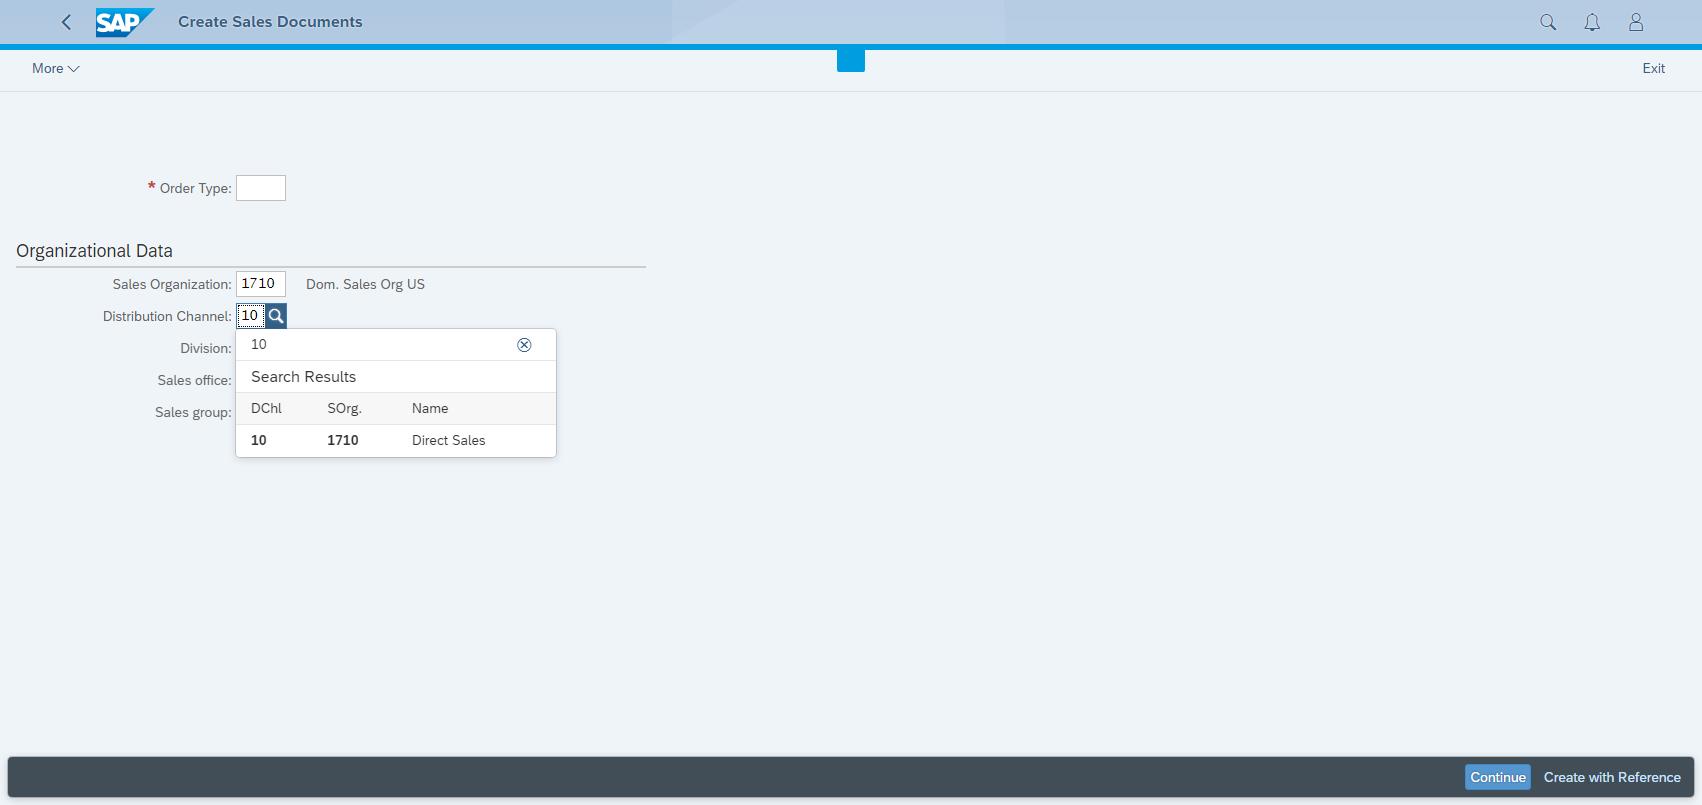 SAP Create Sales Documents
More Exit
* Order Type:
Organizational Data
Sales Organization: 1710 Dom. Sales Org US
Distribution Channel: 10
Division:
Sales office:
Sales group:
10
Search Results
DChl SOrg. Name
10 1710 Direct Sales
Continue Create with Reference